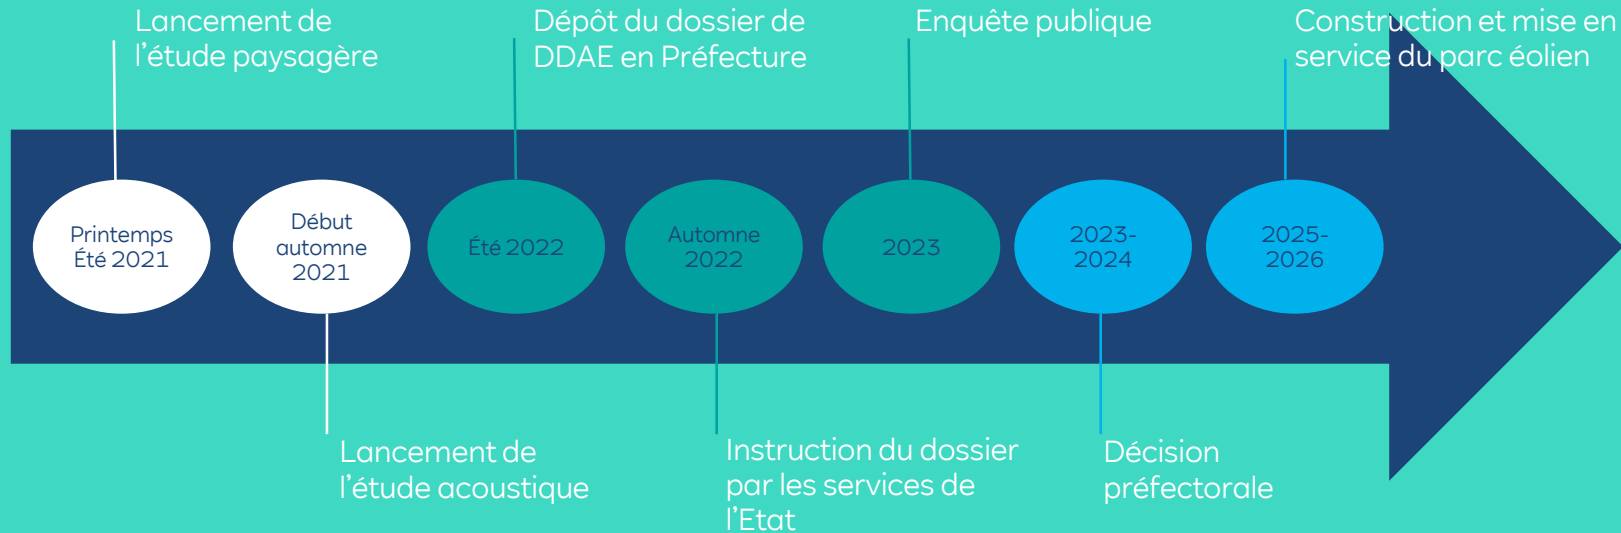 Lancement de
l'étude paysagère
Dépôt du dossier de
DDAE en Préfecture
Enquête publique
Construction et mise en
service du parc éolien
Printemps
Été 2021
Début
automne
2021
Été 2022
Automne
2022
2023
2023-
2024
2025-
2026
Lancement de
l'étude acoustique
Instruction du dossier
par les services de
l'Etat
Décision
préfectorale